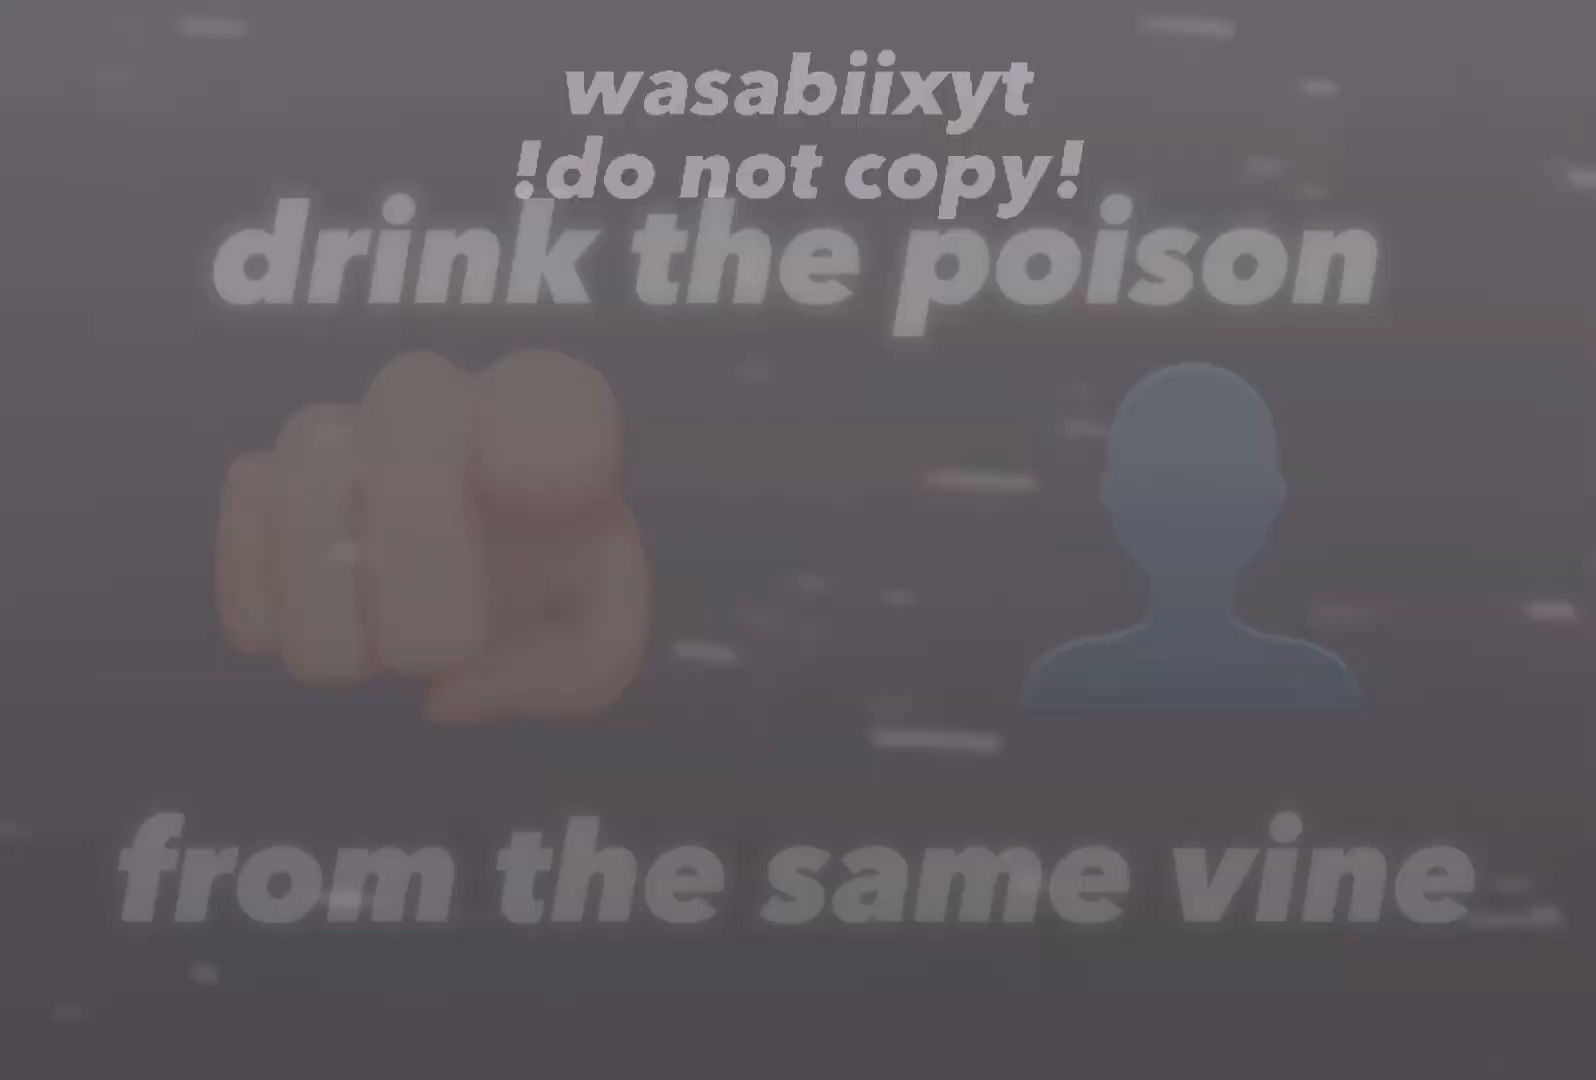 wasabiixyt
!do not copy!
drink the poison
from the same vine